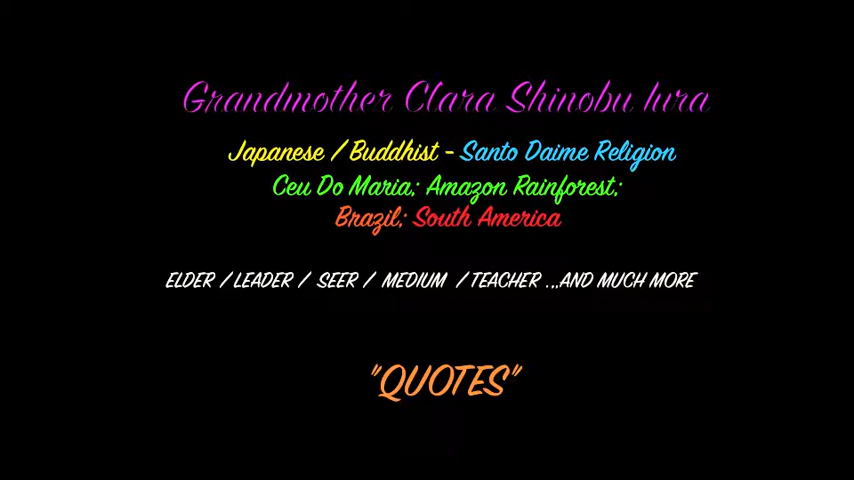 Grandmother Clara Shinobu Iura
Japanese / Buddhist - Santo Daime Religion
Ceu Do Maria; Amazon Rainforest;
Brazil; South America
ELDER / LEADER / SEER / MEDIUM / TEACHER ...AND MUCH MORE
"QUOTES"